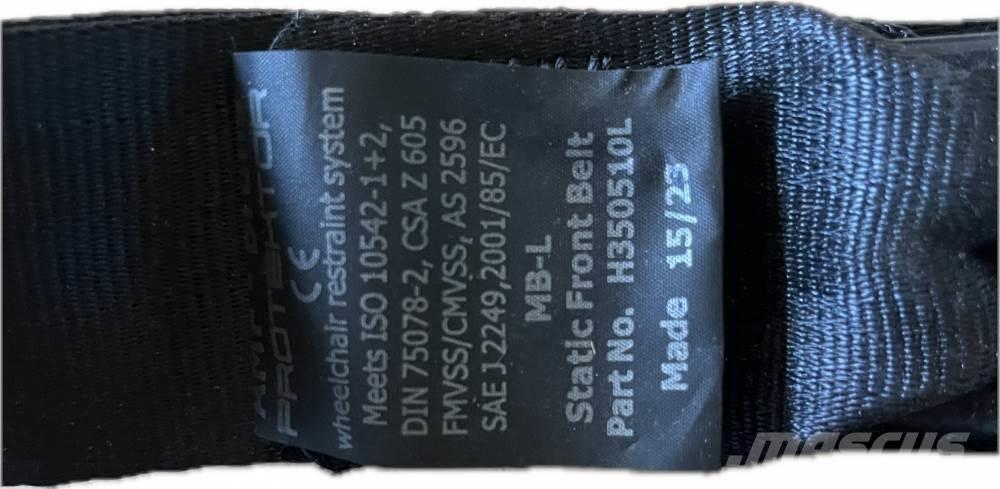 PROTEKTOR
CE
wheelchair restraint system
Meets ISO 10542-1+2,
DIN 75078-2, CSA Z 605
FMVSS/CMVSS, AS 2596
SAE J 2249,2001/85/EC
MB-L
Static Front Belt
Part No. H350510L
Made 15/23
mascus